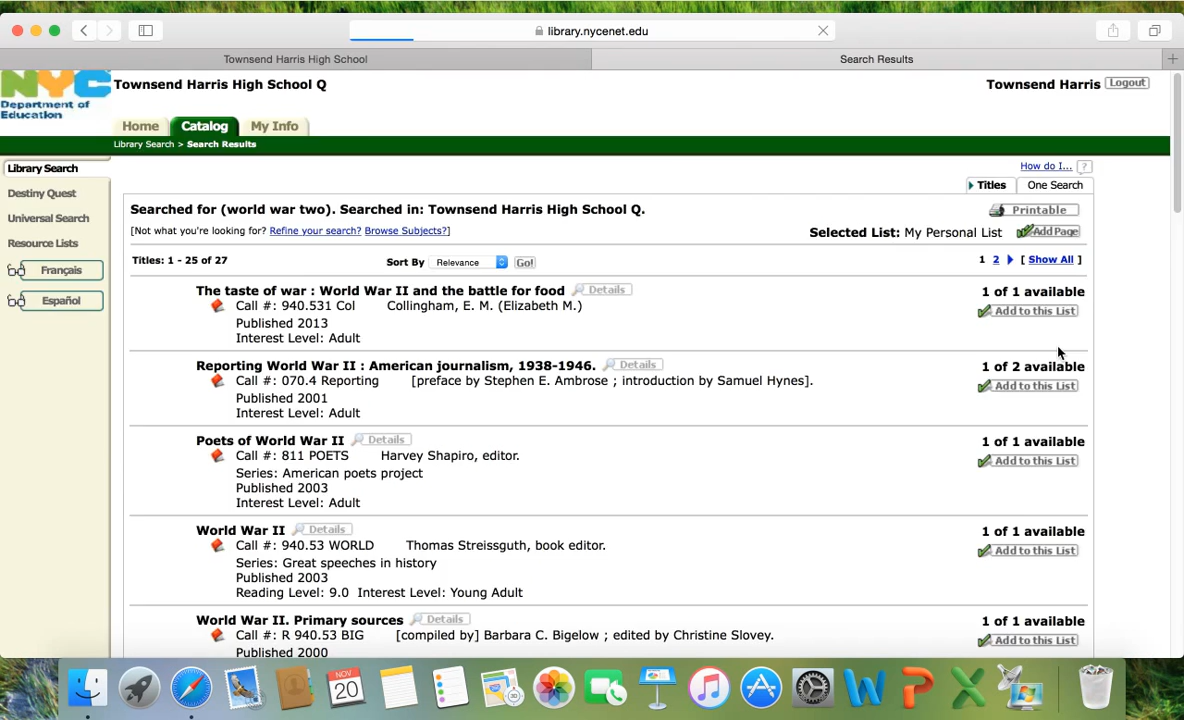 library.nycenet.edu
Townsend Harris High School
Search Results
NYC
Department of
Education
Townsend Harris High School Q
Townsend Harris Logout
Home Catalog My Info
Library Search > Search Results
Library Search
Destiny Quest
Universal Search
Resource Lists
Français
Español
How do I... ?
Titles One Search
Searched for (world war two). Searched in: Townsend Harris High School Q.
Printable
[Not what you're looking for? Refine your search? Browse Subjects?]
Selected List: My Personal List Add Page
Titles: 1 - 25 of 27 Sort By Relevance Go! 1 2 [ Show All ]
The taste of war : World War II and the battle for food Details 1 of 1 available
Call #: 940.531 Col Collingham, E. M. (Elizabeth M.) Add to this List
Published 2013
Interest Level: Adult
Reporting World War II : American journalism, 1938-1946. Details 1 of 2 available
Call #: 070.4 Reporting [preface by Stephen E. Ambrose ; introduction by Samuel Hynes]. Add to this List
Published 2001
Interest Level: Adult
Poets of World War II Details 1 of 1 available
Call #: 811 POETS Harvey Shapiro, editor. Add to this List
Series: American poets project
Published 2003
Interest Level: Adult
World War II Details 1 of 1 available
Call #: 940.53 WORLD Thomas Streissguth, book editor. Add to this List
Series: Great speeches in history
Published 2003
Reading Level: 9.0 Interest Level: Young Adult
World War II. Primary sources Details 1 of 1 available
Call #: R 940.53 BIG [compiled by] Barbara C. Bigelow ; edited by Christine Slovey. Add to this List
Published 2000
NOV
20